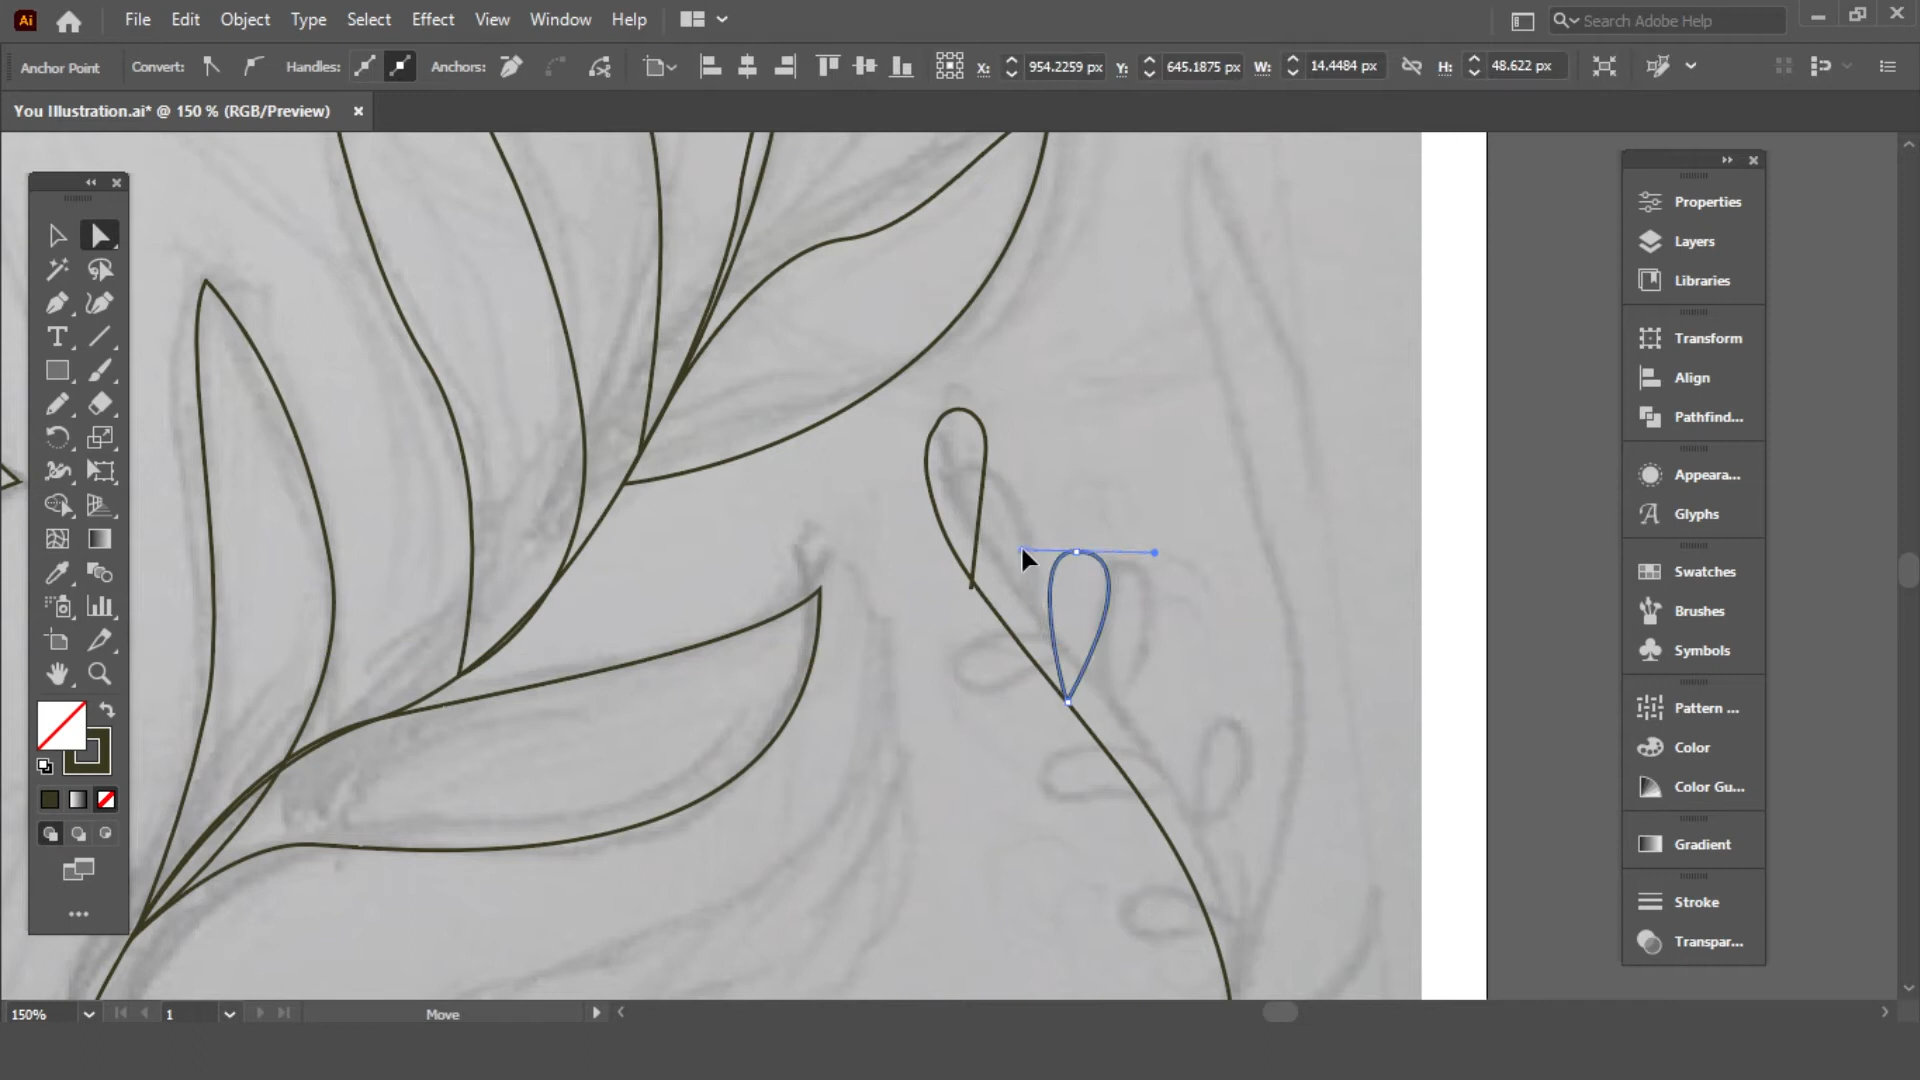 Ai File Edit Object Type Select Effect View Window Help Search Adobe Help
Anchor Point Convert: Handles: Anchors: X: 954.2259 px Y: 645.1875 px W: 14.4484 px H: 48.622 px
You Illustration.ai* @ 150 % (RGB/Preview)
Properties
Layers
Libraries
Transform
Align
Pathfind...
Appeara...
Glyphs
Swatches
Brushes
Symbols
Pattern ...
Color
Color Gu...
Gradient
Stroke
Transpar...
150% 1 Move